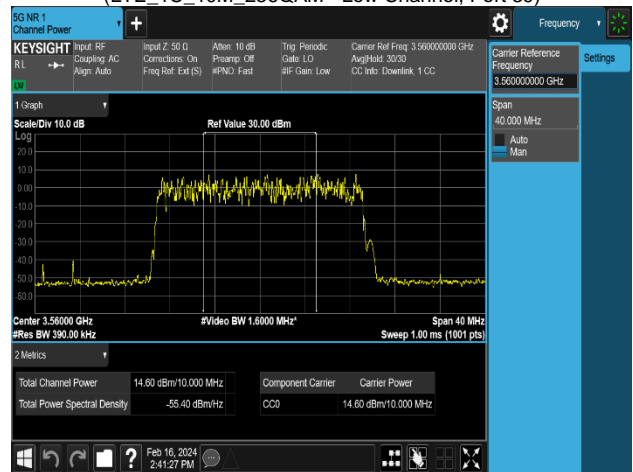 5G NR 1
Channel Power
Frequency
KEYSIGHT
RL
Input: RF
Coupling: AC
Align: Auto
Input Z: 50 Ω
Corrections: On
Freq Ref: Ext (S)
Atten: 10 dB
Preamp: Off
#PNO: Fast
Trig: Periodic
Gate: LO
#IF Gain: Low
Carrier Ref Freq: 3.560000000 GHz
Avg|Hold: 30/30
CC Info: Downlink, 1 CC
Carrier Reference
Frequency
3.560000000 GHz
Settings
Span
40.000 MHz
Auto
Man
1 Graph
Scale/Div 10.0 dB
Ref Value 30.00 dBm
Log
20.0
10.0
0.00
-10.0
-20.0
-30.0
-40.0
-50.0
-60.0
Center 3.56000 GHz
#Video BW 1.6000 MHz*
Span 40 MHz
#Res BW 390.00 kHz
Sweep 1.00 ms (1001 pts)
2 Metrics
Total Channel Power 14.60 dBm/10.000 MHz
Total Power Spectral Density -55.40 dBm/Hz
Component Carrier Carrier Power
CC0 14.60 dBm/10.000 MHz
Feb 16, 2024
2:41:27 PM